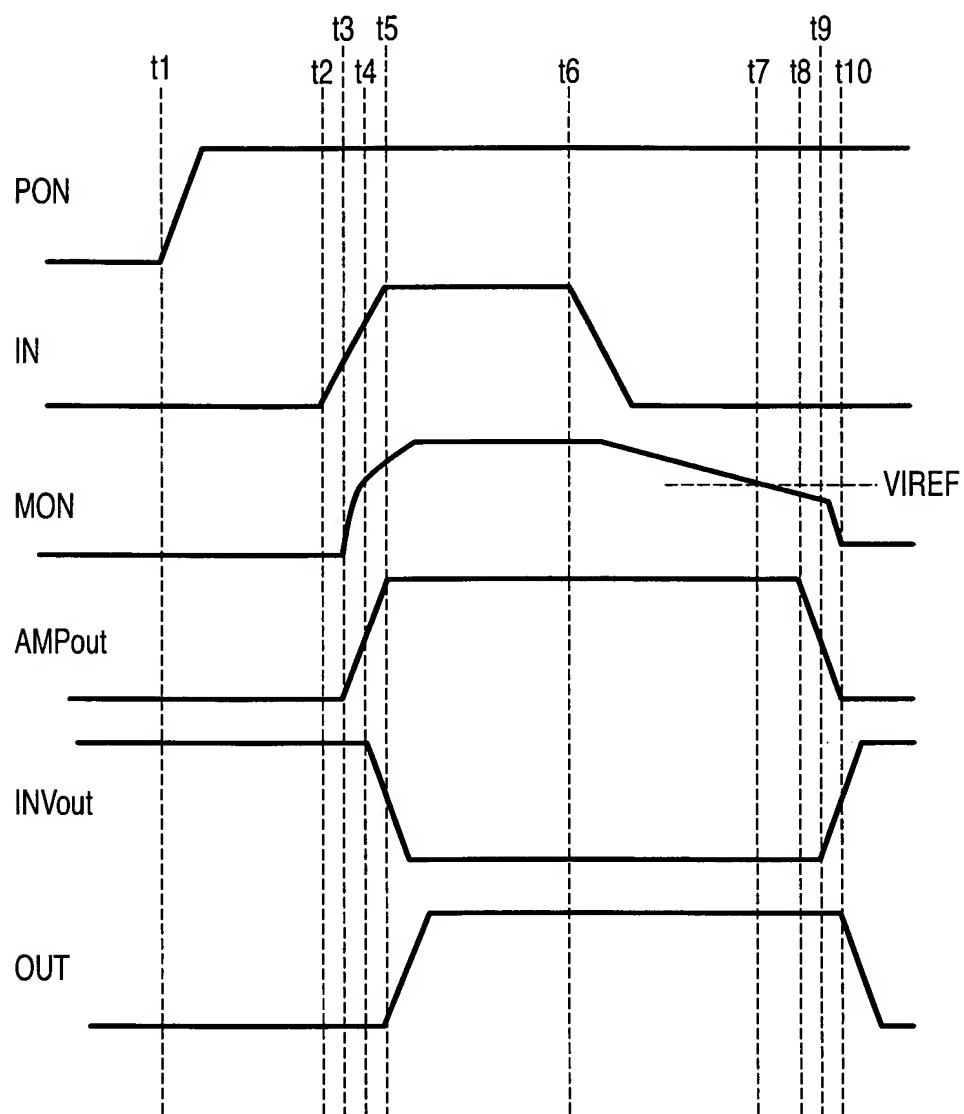 t3 t5 t9
t1 t2 t4 t6 t7 t8 t10
PON
IN
MON
VIREF
AMPout
INVout
OUT